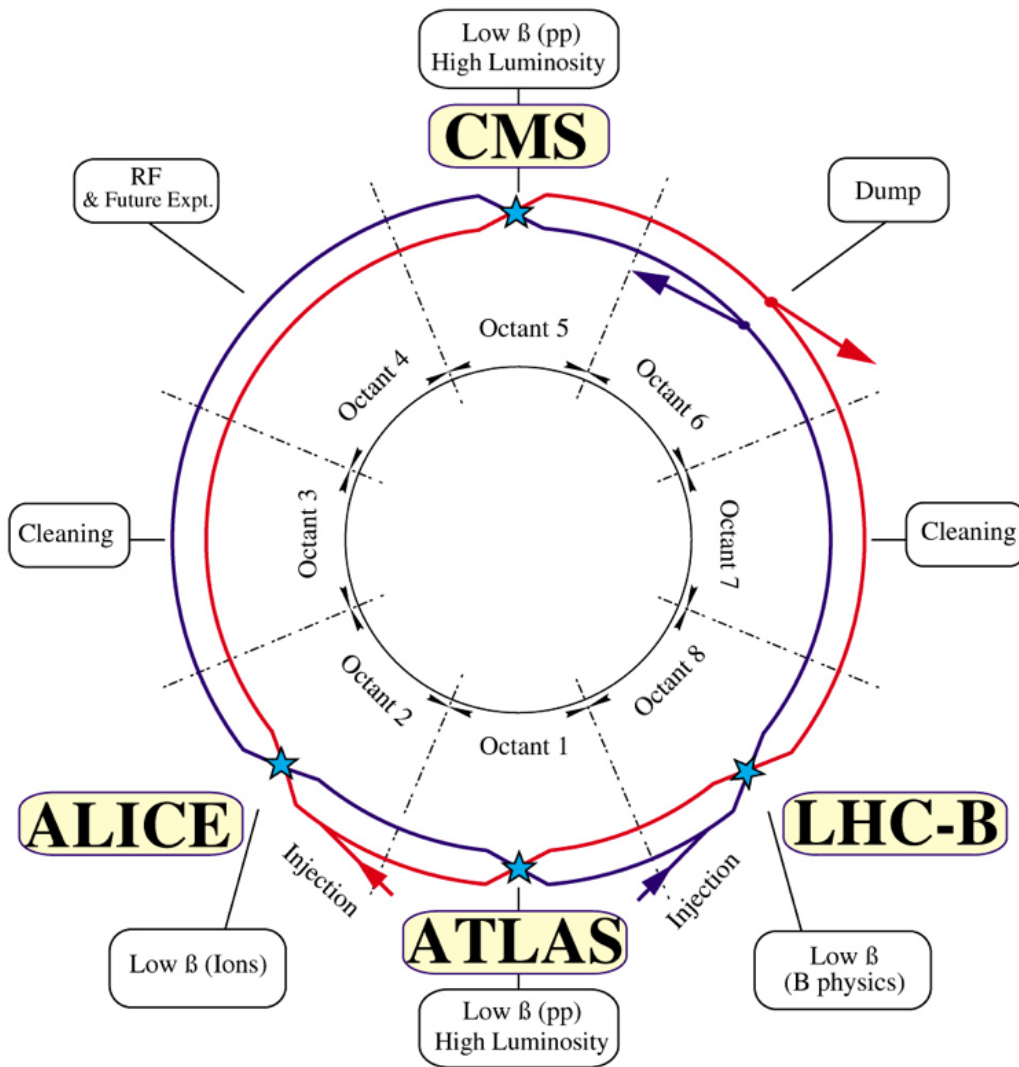 Low ß (pp)
High Luminosity
CMS
RF
& Future Expt.
Dump
Octant 5
Octant 4
Octant 6
Cleaning
Octant 3
Octant 7
Cleaning
Octant 2
Octant 8
Octant 1
ALICE
LHC-B
Injection
Injection
ATLAS
Low ß (Ions)
Low ß
(B physics)
Low ß (pp)
High Luminosity